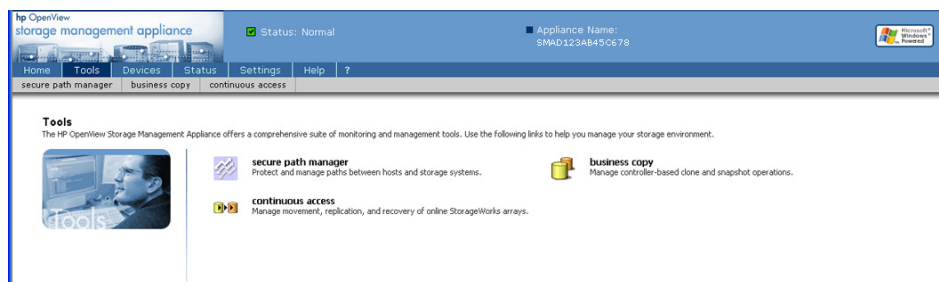 hp OpenView
storage management appliance
Status: Normal
Appliance Name:
SMAD123AB45C678
Microsoft
Windows
Powered
Home Tools Devices Status Settings Help ?
secure path manager business copy continuous access
Tools
The HP OpenView Storage Management Appliance offers a comprehensive suite of monitoring and management tools. Use the following links to help you manage your storage environment.
Tools
secure path manager
Protect and manage paths between hosts and storage systems.
business copy
Manage controller-based clone and snapshot operations.
continuous access
Manage movement, replication, and recovery of online StorageWorks arrays.